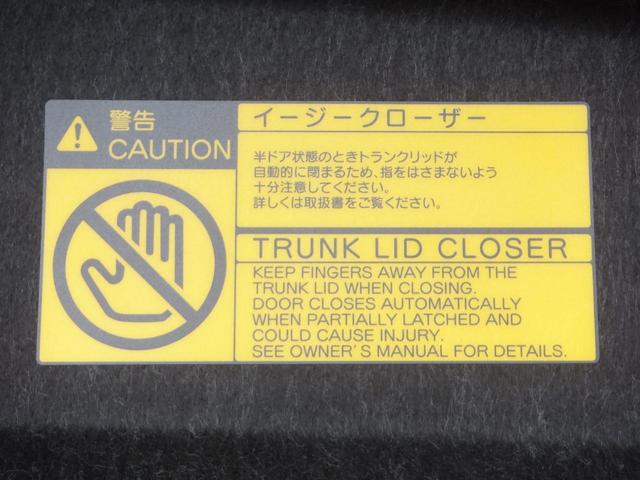 警告
CAUTION
イージークローザー
半ドア状態のときトランクリッドが
自動的に閉まるため、指をはさまないよう
十分注意してください。
詳しくは取扱書をご覧ください。
TRUNK LID CLOSER
KEEP FINGERS AWAY FROM THE
TRUNK LID WHEN CLOSING.
DOOR CLOSES AUTOMATICALLY
WHEN PARTIALLY LATCHED AND
COULD CAUSE INJURY.
SEE OWNER'S MANUAL FOR DETAILS.